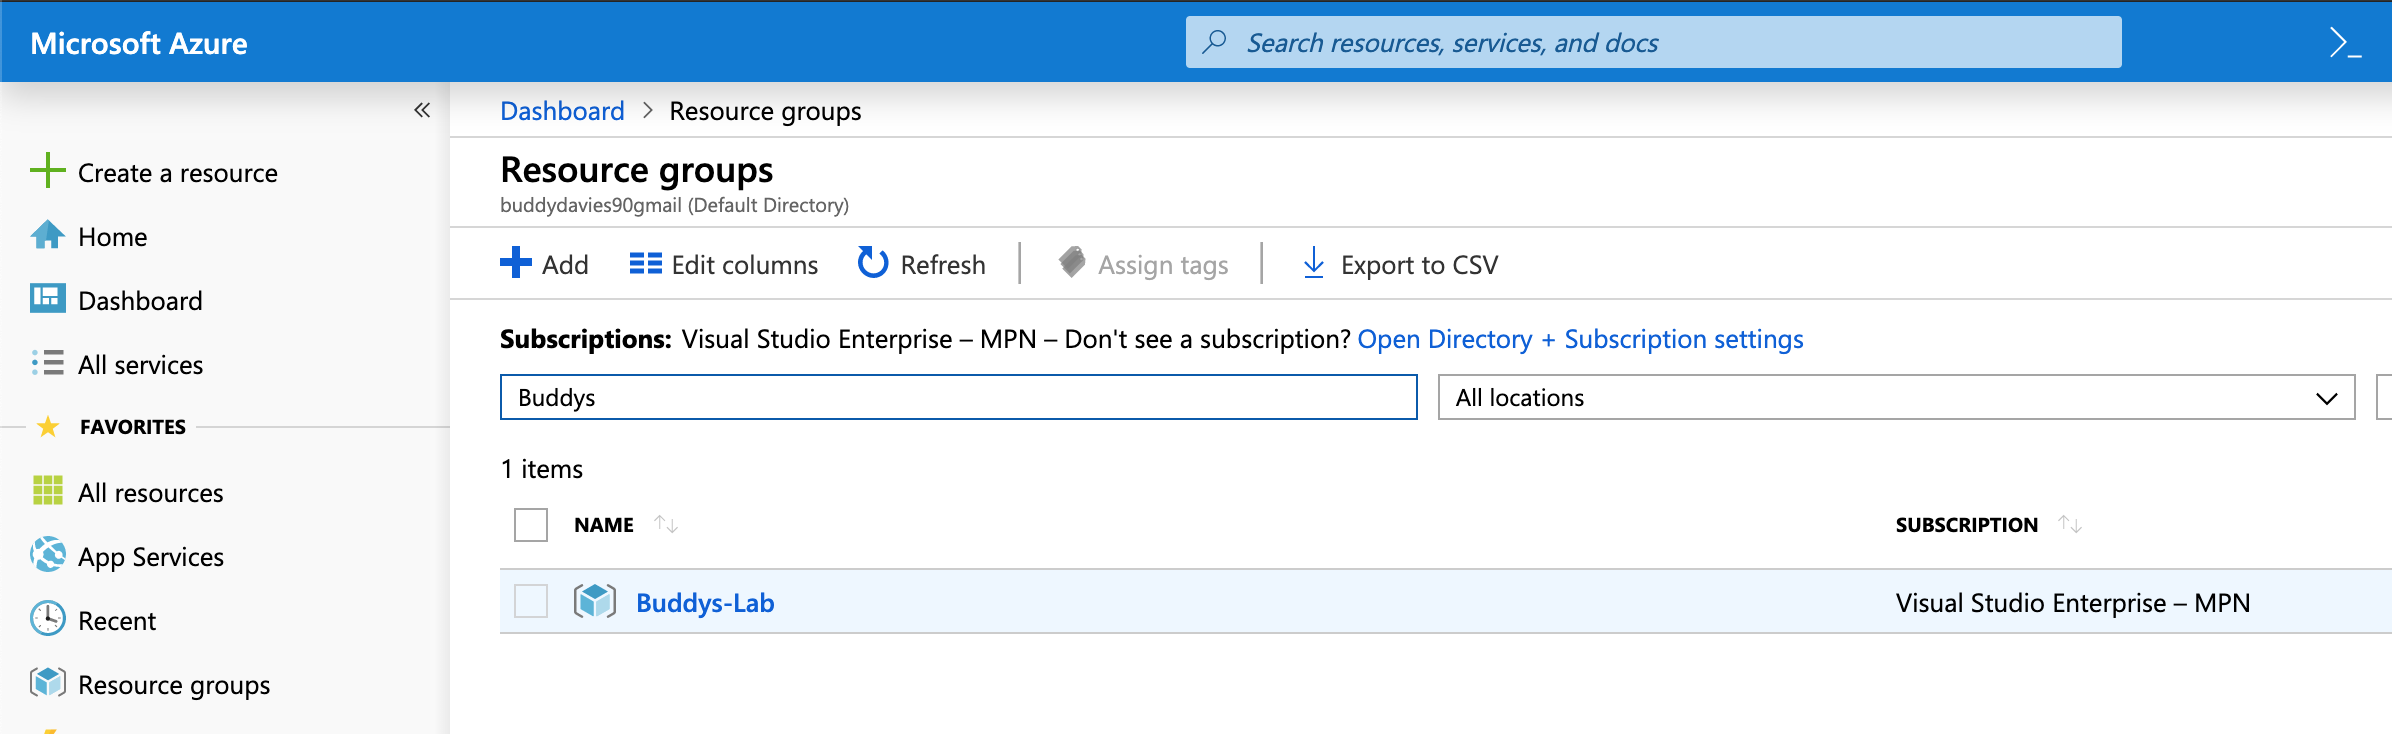 Microsoft Azure
Search resources, services, and docs
Dashboard > Resource groups
Create a resource
Home
Dashboard
All services
FAVORITES
All resources
App Services
Recent
Resource groups
Resource groups
buddydavies90gmail (Default Directory)
Add Edit columns Refresh Assign tags Export to CSV
Subscriptions: Visual Studio Enterprise – MPN – Don't see a subscription? Open Directory + Subscription settings
Buddys All locations
1 items
NAME SUBSCRIPTION
Buddys-Lab Visual Studio Enterprise – MPN